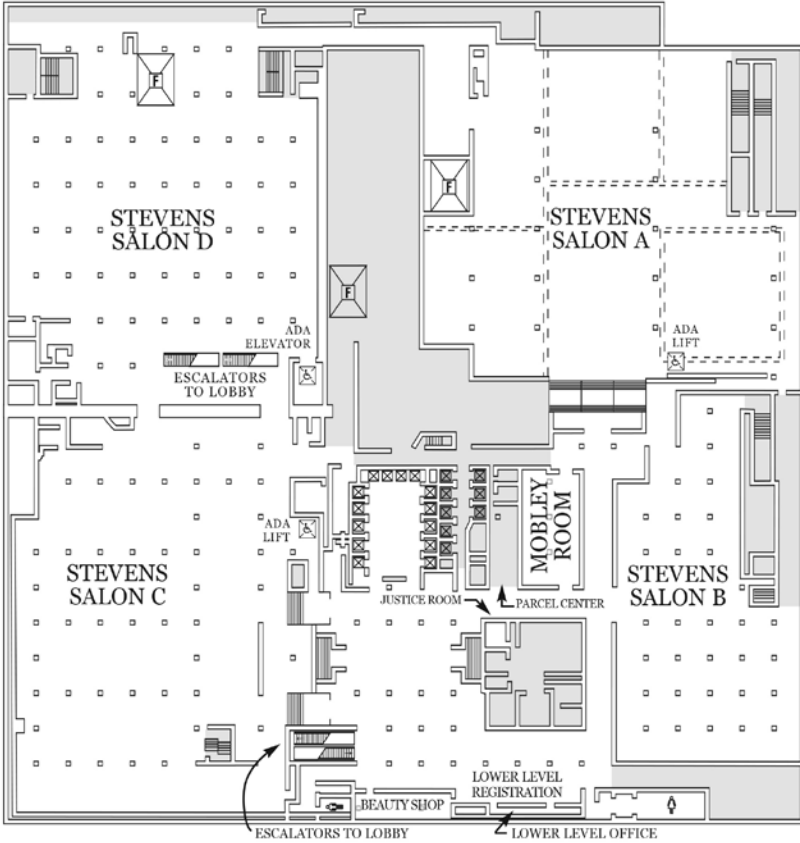 F
F
STEVENS
SALON D
STEVENS
SALON A
F
ADA
ELEVATOR
ADA
LIFT
ESCALATORS
TO LOBBY
MOBLEY
ROOM
ADA
LIFT
STEVENS
SALON C
STEVENS
SALON B
JUSTICE ROOM
PARCEL CENTER
LOWER LEVEL
REGISTRATION
BEAUTY SHOP
ESCALATORS TO LOBBY
LOWER LEVEL OFFICE